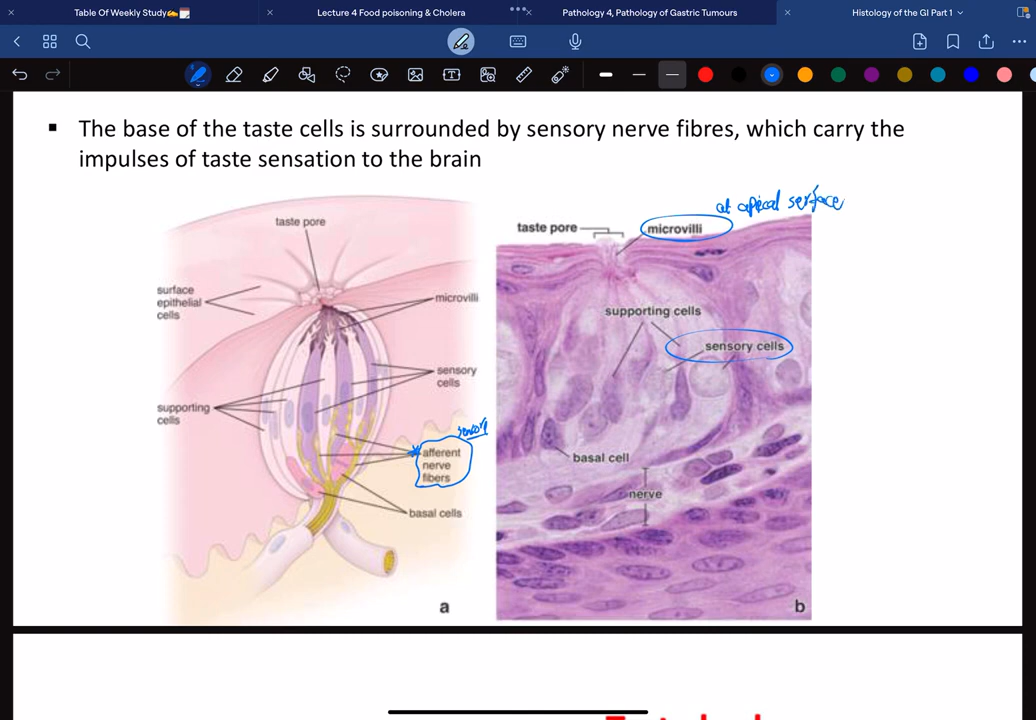 Table Of Weekly Study✍️🗓️
Lecture 4 Food poisoning & Cholera
Pathology 4, Pathology of Gastric Tumours
Histology of the GI Part 1
The base of the taste cells is surrounded by sensory nerve fibres, which carry the
impulses of taste sensation to the brain
taste pore
surface
epithelial
cells
microvilli
sensory
cells
supporting
cells
sensory
afferent
nerve
fibers
basal cells
a
at apical surface
taste pore
microvilli
supporting cells
sensory cells
basal cell
nerve
b